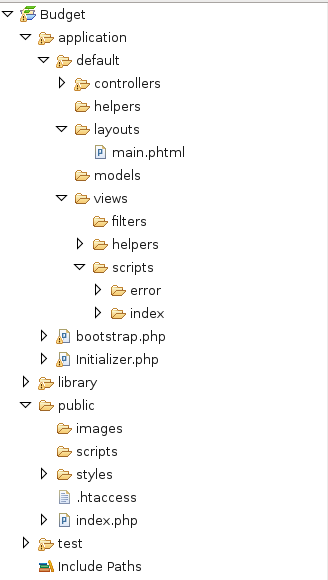 Budget
application
default
controllers
helpers
layouts
main.phtml
models
views
filters
helpers
scripts
error
index
bootstrap.php
Initializer.php
library
public
images
scripts
styles
.htaccess
index.php
test
Include Paths